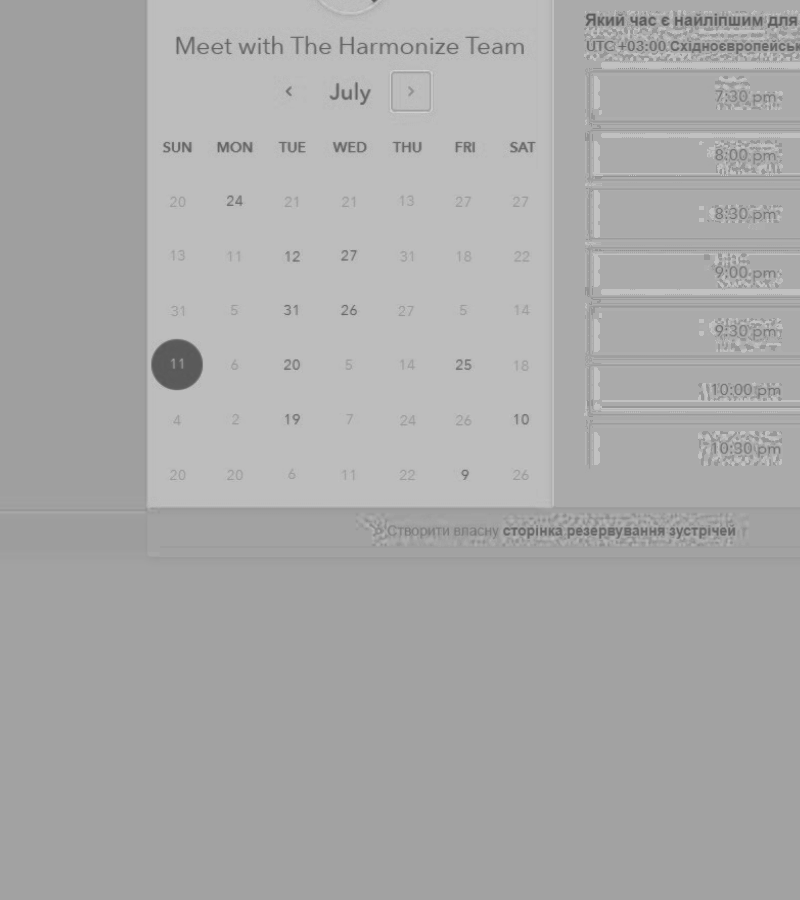 Meet with The Harmonize Team
July
SUN MON TUE WED THU FRI SAT
20 24 21 21 13 27 27
13 11 12 27 31 18 22
31 5 31 26 27 5 14
11 6 20 5 14 25 18
4 2 19 7 24 26 10
20 20 6 11 22 9 26
Який час є найліпшим для
UTC +03:00 Східноєвропейськ
7:30 pm
8:00 pm
8:30 pm
9:00 pm
9:30 pm
10:00 pm
10:30 pm
Створити власну сторінка резервування зустрічей